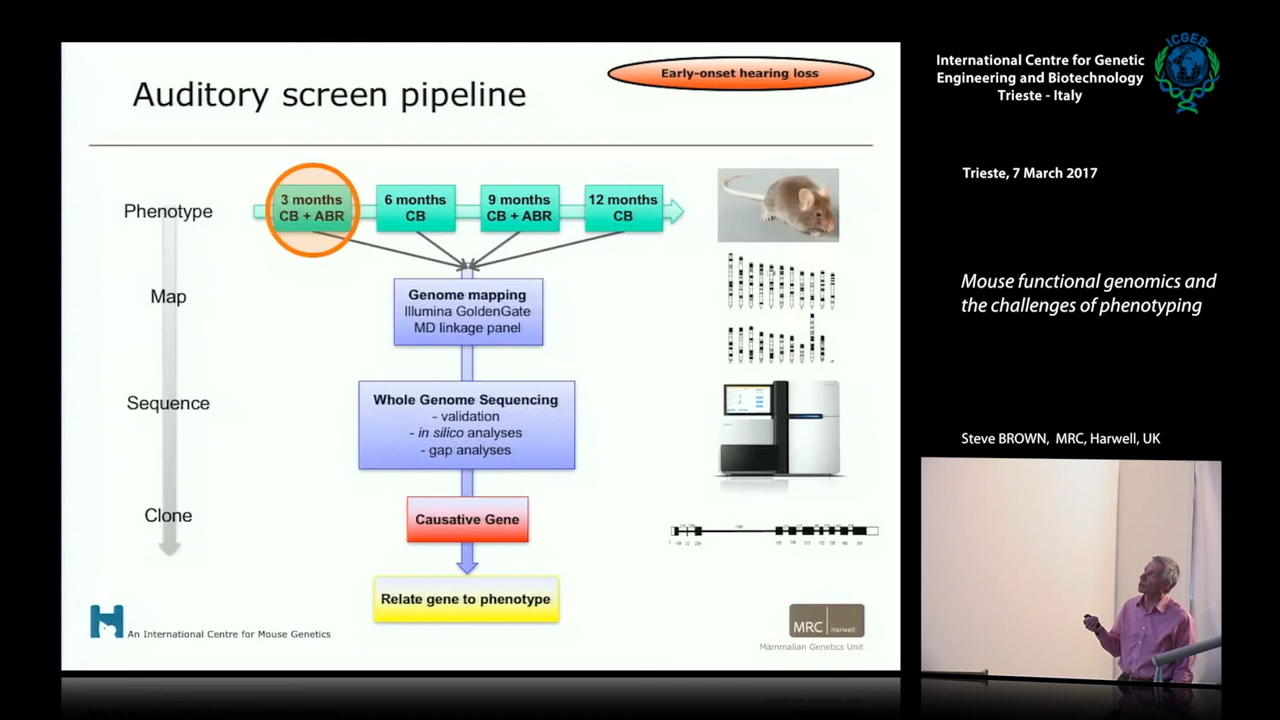 Auditory screen pipeline
Early-onset hearing loss
Phenotype
3 months
CB + ABR
6 months
CB
9 months
CB + ABR
12 months
CB
Map
Genome mapping
Illumina GoldenGate
MD linkage panel
Sequence
Whole Genome Sequencing
- validation
- in silico analyses
- gap analyses
Clone
Causative Gene
Relate gene to phenotype
An International Centre for Mouse Genetics
MRC Harwell
Mammalian Genetics Unit
International Centre for Genetic
Engineering and Biotechnology
Trieste - Italy
ICGEB
Trieste, 7 March 2017
Mouse functional genomics and
the challenges of phenotyping
Steve BROWN, MRC, Harwell, UK